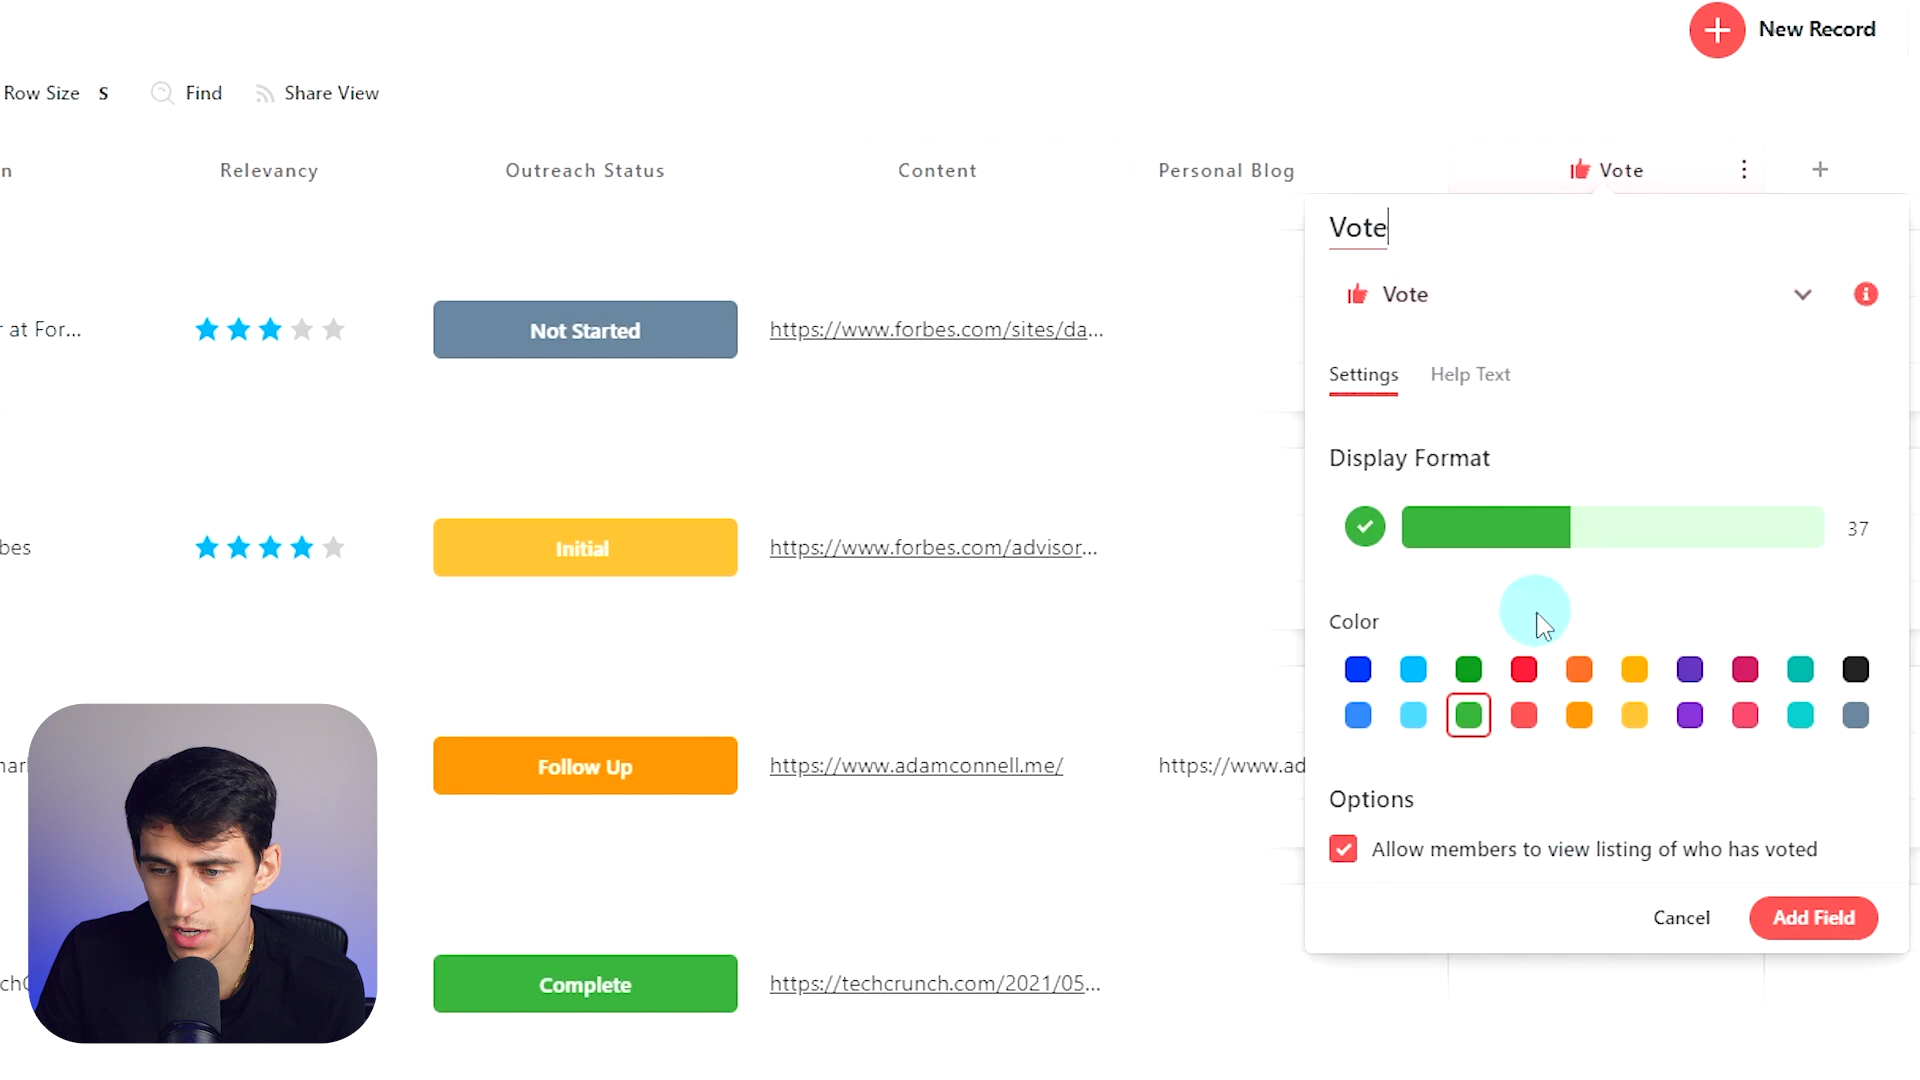 New Record
Row Size S Find Share View
n Relevancy Outreach Status Content Personal Blog Vote
Vote
Vote
Settings Help Text
Display Format
37
Color
Options
Allow members to view listing of who has voted
Cancel Add Field
r at For... Not Started https://www.forbes.com/sites/da...
bes Initial https://www.forbes.com/advisor...
mar Follow Up https://www.adamconnell.me/ https://www.ad
ch Complete https://techcrunch.com/2021/05...